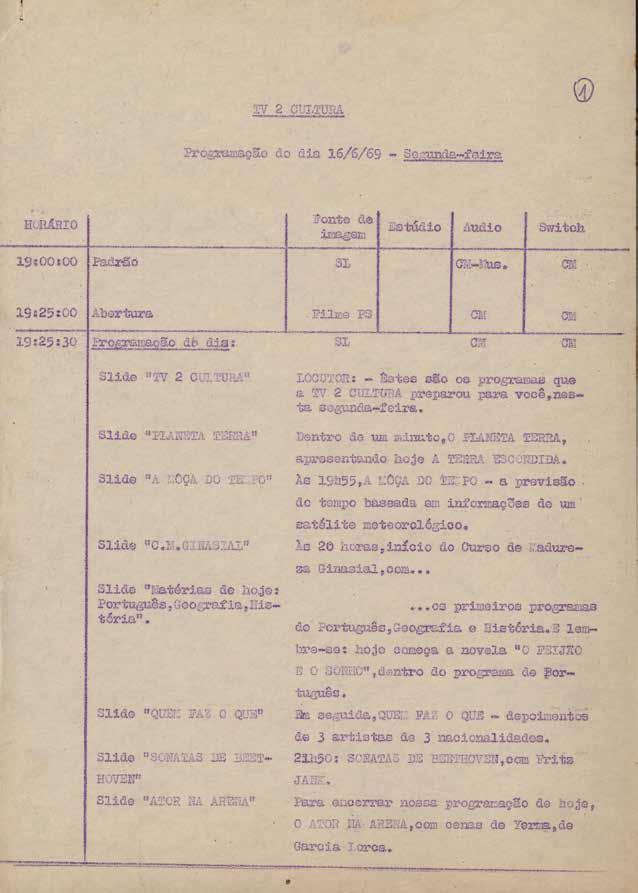 1
TV 2 CULTURA
Programação do dia 16/6/69 - Segunda-feira
HORÁRIO Fonte de imagem Estúdio Audio Switch
19:00:00 Padrão SL CM-Mus. CM
19:25:00 Abertura Filme PS CM CM
19:25:30 Programação do dia: SL CM CM
Slide "TV 2 CULTURA" LOCUTOR: - Êstes são os programas que
a TV 2 CULTURA preparou para você,nes-
ta segunda-feira.
Slide "PLANETA TERRA" Dentro de um minuto,O PLANETA TERRA,
apresentando hoje A TERRA ESCONDIDA.
Slide "A MÔÇA DO TEMPO" Às 19h55,A MÔÇA DO TEMPO - a previsão
do tempo baseada em informações de um
satélite meteorológico.
Slide "C.M.GINASIAL" Às 20 horas,início do Curso de Madure-
za Ginasial,com...
Slide "Matérias de hoje:
Português,Geografia,His- ...os primeiros programas
tória". de Português,Geografia e História.E lem-
bre-se: hoje começa a novela "O FEIJÃO
E O SONHO",dentro do programa de Por-
tuguês.
Slide "QUEM FAZ O QUE" Em seguida,QUEM FAZ O QUE - depoimentos
de 3 artistas de 3 nacionalidades.
Slide "SONATAS DE BEET- 21h50: SONATAS DE BEETHOVEN,com Fritz
HOVEN" JANK.
Slide "ATOR NA ARENA" Para encerrar nossa programação de hoje,
O ATOR NA ARENA,com cenas de Yerma,de
Garcia Lorca.